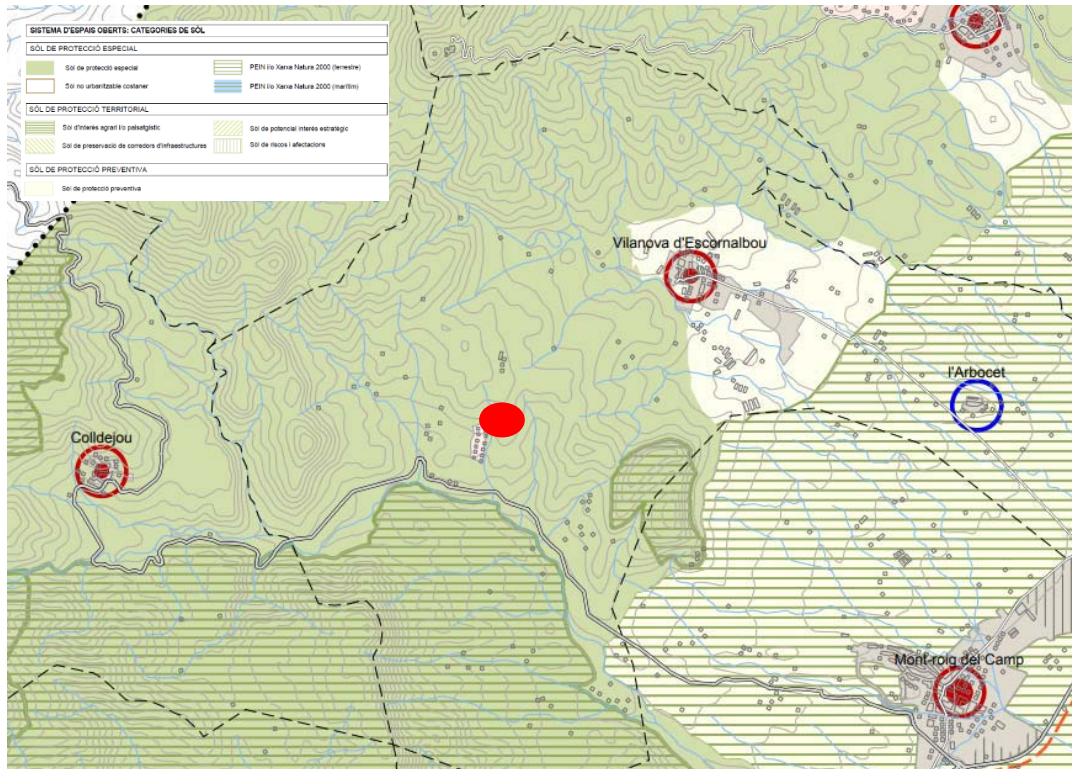 SISTEMA D'ESPAIS OBERTS: CATEGORIES DE SÒL
SÒL DE PROTECCIÓ ESPECIAL
Sòl de protecció especial
PEIN i/o Xarxa Natura 2000 (terrestre)
Sòl no urbanitzable costaner
PEIN i/o Xarxa Natura 2000 (marítim)
SÒL DE PROTECCIÓ TERRITORIAL
Sòl d'interès agrari i/o paisatgístic
Sòl de potencial interès estratègic
Sòl de preservació de corredors d'infraestructures
Sòl de riscos i afectacions
SÒL DE PROTECCIÓ PREVENTIVA
Sòl de protecció preventiva
Vilanova d'Escornalbou
l'Arbocet
Colldejou
Mont-roig del Camp